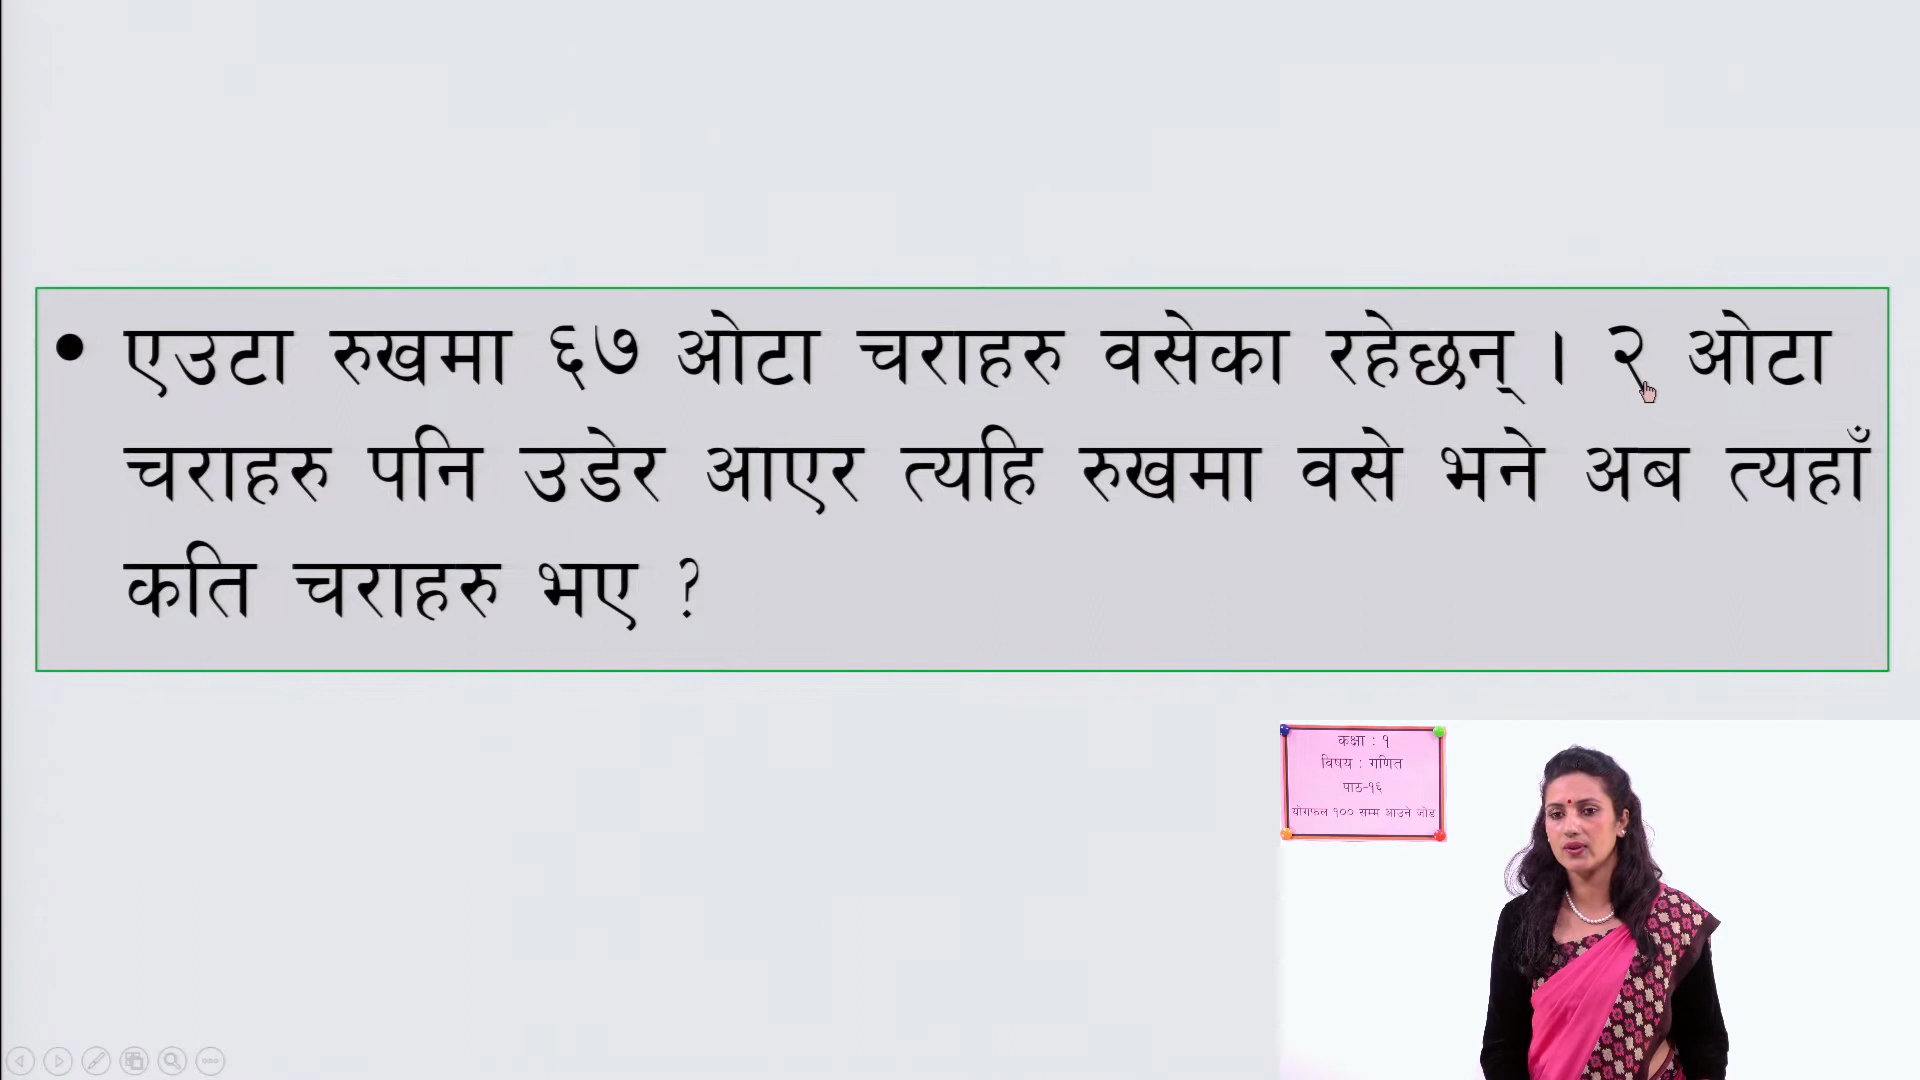 • एउटा रुखमा ६७ ओटा चराहरु वसेका रहेछन् । २ ओटा
चराहरु पनि उडेर आएर त्यहि रुखमा वसे भने अब त्यहाँ
कति चराहरु भए ?
कक्षा : १
विषय : गणित
पाठ-१६
योगफल १०० सम्म आउने जोड